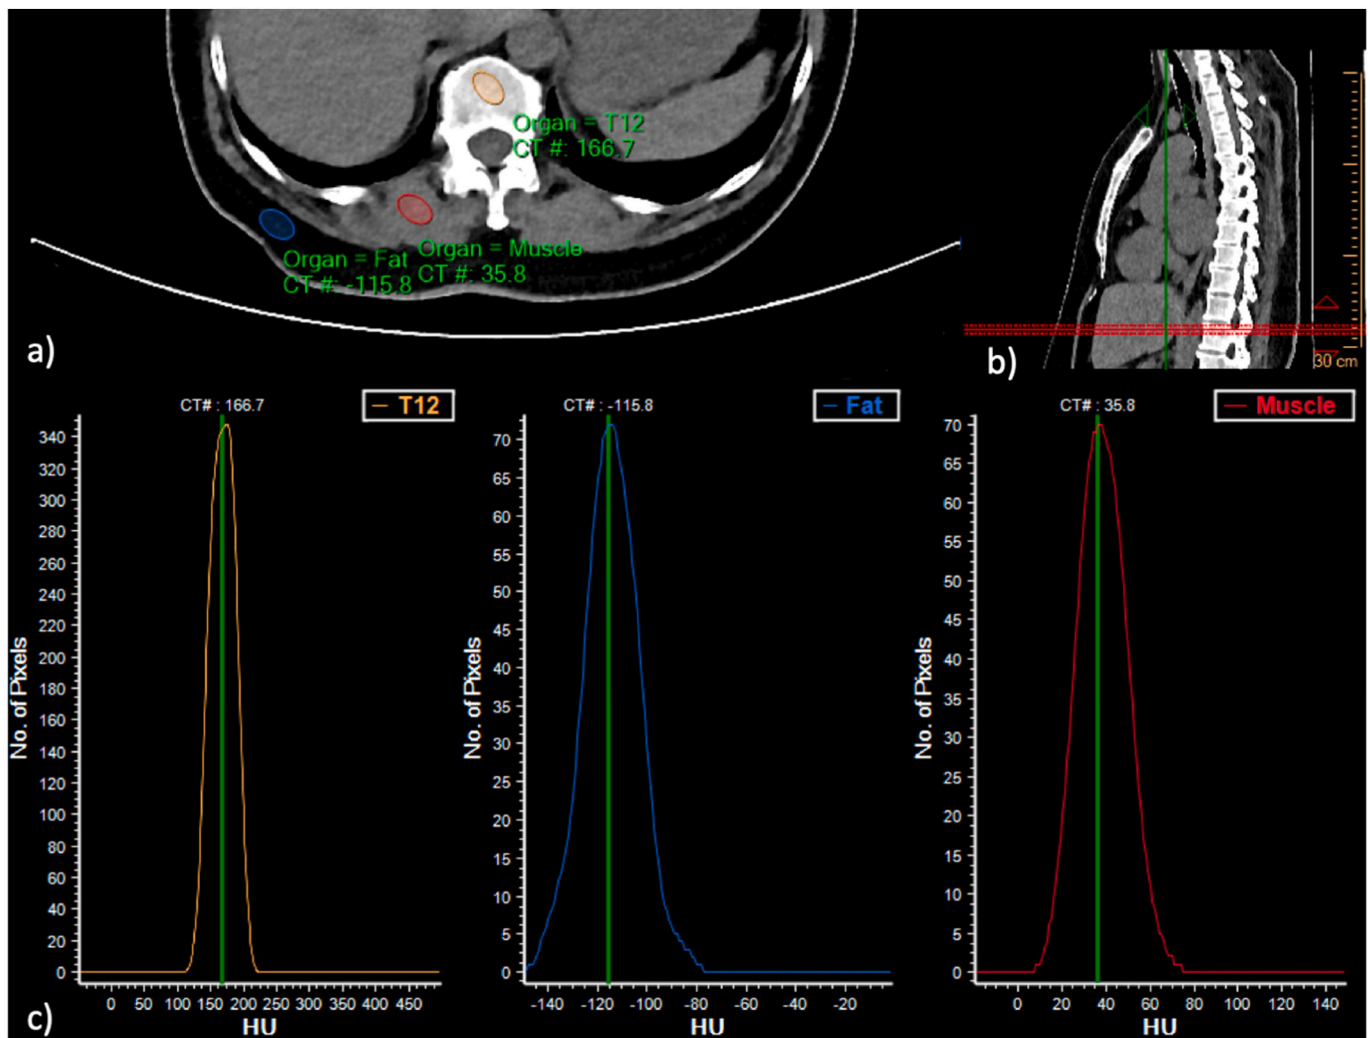 Organ = T12
CT #: 166.7
Organ = Fat
CT #: -115.8
Organ = Muscle
CT #: 35.8
a)
b)
30 cm
CT# : 166.7
T12
No. of Pixels
340
320
300
280
260
240
220
200
180
160
140
120
100
80
60
40
20
0
0 50 100 150 200 250 300 350 400 450
HU
CT# : -115.8
Fat
No. of Pixels
70
65
60
55
50
45
40
35
30
25
20
15
10
5
0
-140 -120 -100 -80 -60 -40 -20
HU
CT# : 35.8
Muscle
No. of Pixels
70
65
60
55
50
45
40
35
30
25
20
15
10
5
0
0 20 40 60 80 100 120 140
HU
c)